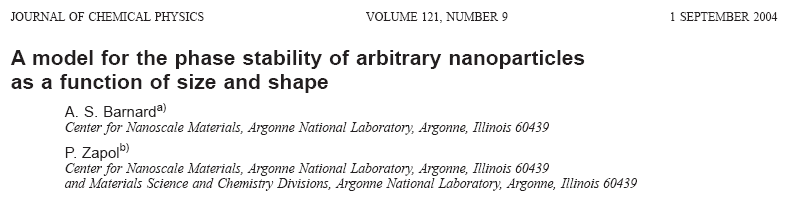 JOURNAL OF CHEMICAL PHYSICS VOLUME 121, NUMBER 9 1 SEPTEMBER 2004
A model for the phase stability of arbitrary nanoparticles
as a function of size and shape
A. S. Barnard a)
Center for Nanoscale Materials, Argonne National Laboratory, Argonne, Illinois 60439
P. Zapol b)
Center for Nanoscale Materials, Argonne National Laboratory, Argonne, Illinois 60439
and Materials Science and Chemistry Divisions, Argonne National Laboratory, Argonne, Illinois 60439